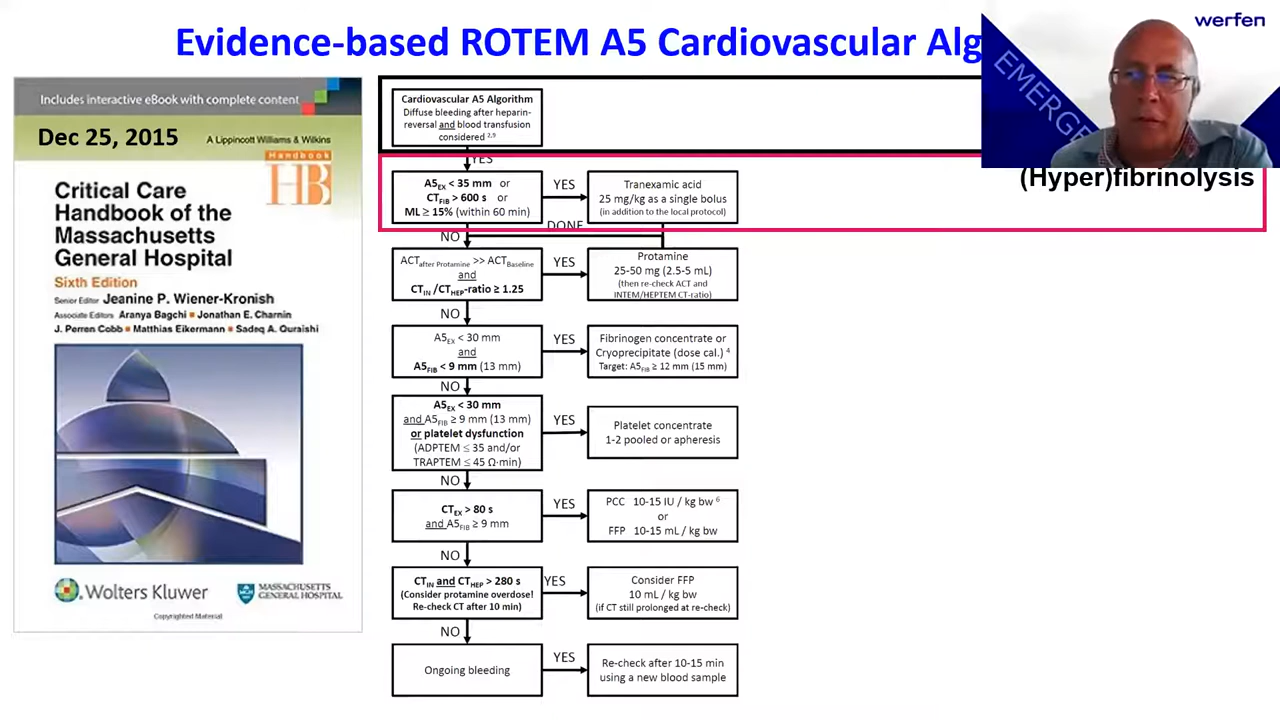 Evidence-based ROTEM A5 Cardiovascular Alg
werfen
EMERGE
Includes interactive eBook with complete content
Dec 25, 2015
A Lippincott Williams & Wilkins
Handbook
HB
Critical Care
Handbook of the
Massachusetts
General Hospital
Sixth Edition
Senior Editor Jeanine P. Wiener-Kronish
Associate Editors Aranya Bagchi ■ Jonathan E. Charnin
J. Perren Cobb ■ Matthias Eikermann ■ Sadeq A. Quraishi
Wolters Kluwer
MASSACHUSETTS
GENERAL HOSPITAL
Copyrighted Material
Cardiovascular A5 Algorithm
Diffuse bleeding after heparin-
reversal and blood transfusion
considered 2,9
YES
(Hyper)fibrinolysis
A5EX < 35 mm or
CTFIB > 600 s or
ML ≥ 15% (within 60 min)
YES
Tranexamic acid
25 mg/kg as a single bolus
(in addition to the local protocol)
DONE
NO
ACTafter Protamine >> ACTBaseline
and
CTIN /CTHEP-ratio ≥ 1.25
YES
Protamine
25-50 mg (2.5-5 mL)
(then re-check ACT and
INTEM/HEPTEM CT-ratio)
NO
A5EX < 30 mm
and
A5FIB < 9 mm (13 mm)
YES
Fibrinogen concentrate or
Cryoprecipitate (dose cal.) 4
Target: A5FIB ≥ 12 mm (15 mm)
NO
A5EX < 30 mm
and A5FIB ≥ 9 mm (13 mm)
or platelet dysfunction
(ADPTEM ≤ 35 and/or
TRAPTEM ≤ 45 Ω·min)
YES
Platelet concentrate
1-2 pooled or apheresis
NO
CTEX > 80 s
and A5FIB ≥ 9 mm
YES
PCC 10-15 IU / kg bw 6
or
FFP 10-15 mL / kg bw
NO
CTIN and CTHEP > 280 s
(Consider protamine overdose!
Re-check CT after 10 min)
YES
Consider FFP
10 mL / kg bw
(if CT still prolonged at re-check)
NO
Ongoing bleeding
YES
Re-check after 10-15 min
using a new blood sample